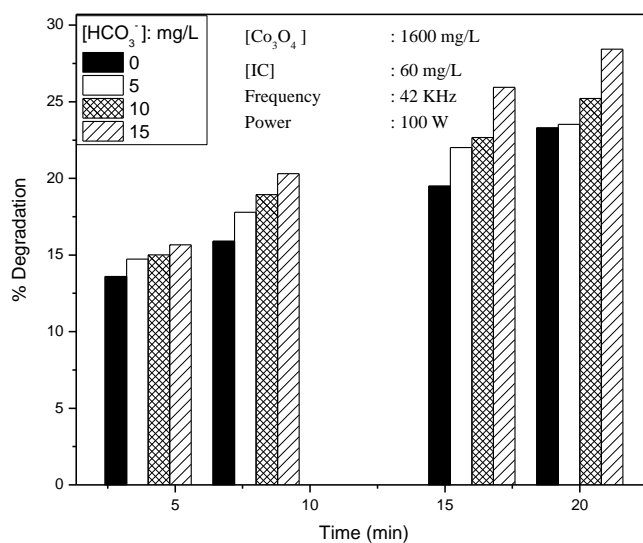 [HCO₃⁻]: mg/L
0
5
10
15
[Co₃O₄ ] : 1600 mg/L
[IC] : 60 mg/L
Frequency : 42 KHz
Power : 100 W
% Degradation
30
25
20
15
10
5
0
5 10 15 20
Time (min)